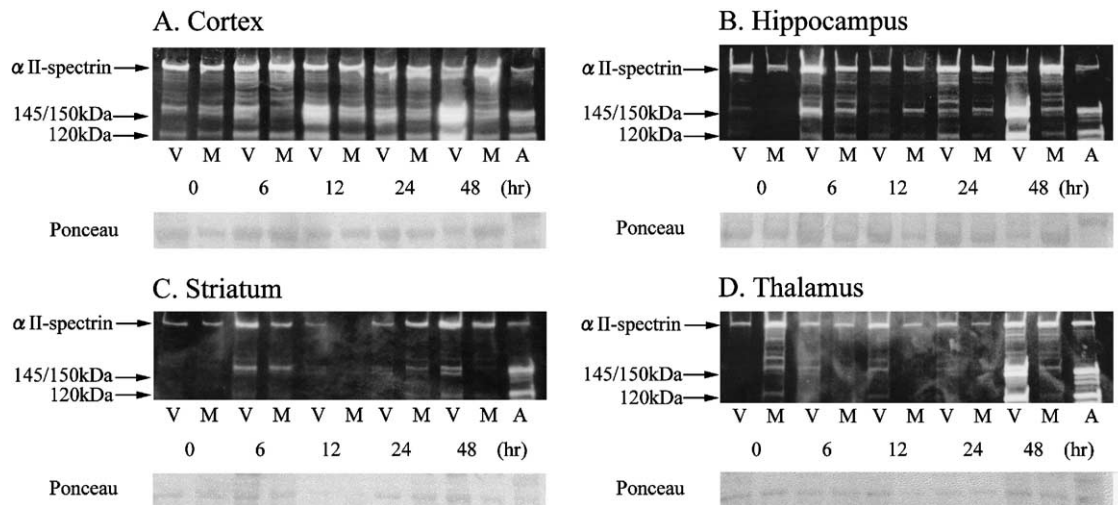 A. Cortex
α II-spectrin
145/150kDa
120kDa
V M V M V M V M V M A
0 6 12 24 48 (hr)
Ponceau
B. Hippocampus
α II-spectrin
145/150kDa
120kDa
V M V M V M V M V M A
0 6 12 24 48 (hr)
Ponceau
C. Striatum
α II-spectrin
145/150kDa
120kDa
V M V M V M V M V M A
0 6 12 24 48 (hr)
Ponceau
D. Thalamus
α II-spectrin
145/150kDa
120kDa
V M V M V M V M V M A
0 6 12 24 48 (hr)
Ponceau